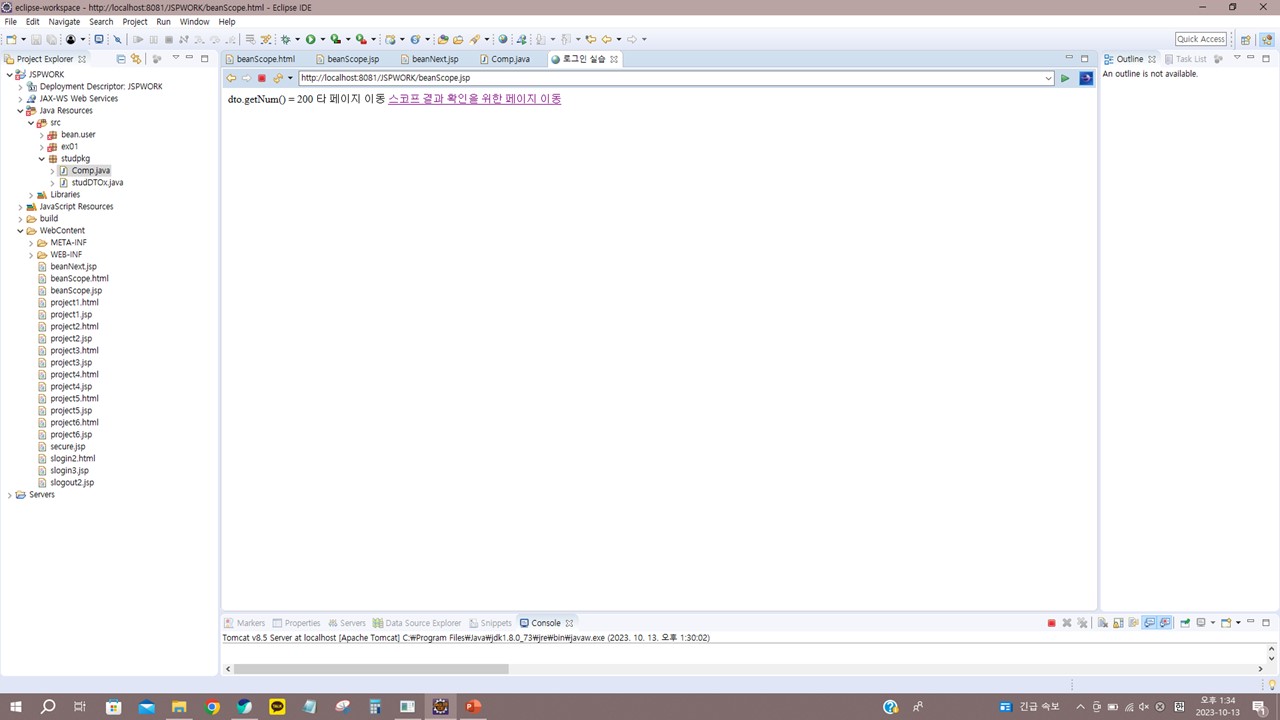 eclipse-workspace - http://localhost:8081/JSPWORK/beanScope.html - Eclipse IDE
File Edit Navigate Search Project Run Window Help
Quick Access
Project Explorer
beanScope.html beanScope.jsp beanNext.jsp Comp.java 로그인 실습
Outline Task List
http://localhost:8081/JSPWORK/beanScope.jsp
An outline is not available.
dto.getNum() = 200 타 페이지 이동 스코프 결과 확인을 위한 페이지 이동
JSPWORK
Deployment Descriptor: JSPWORK
JAX-WS Web Services
Java Resources
src
bean.user
ex01
studpkg
Comp.java
studDTOx.java
Libraries
JavaScript Resources
build
WebContent
META-INF
WEB-INF
beanNext.jsp
beanScope.html
beanScope.jsp
project1.html
project1.jsp
project2.html
project2.jsp
project3.html
project3.jsp
project4.html
project4.jsp
project5.html
project5.jsp
project6.html
project6.jsp
secure.jsp
slogin2.html
slogin3.jsp
slogout2.jsp
Servers
Markers Properties Servers Data Source Explorer Snippets Console
Tomcat v8.5 Server at localhost [Apache Tomcat] C:₩Program Files₩Java₩jdk1.8.0_73₩jre₩bin₩javaw.exe (2023. 10. 13. 오후 1:30:02)
긴급 속보
오후 1:34
2023-10-13